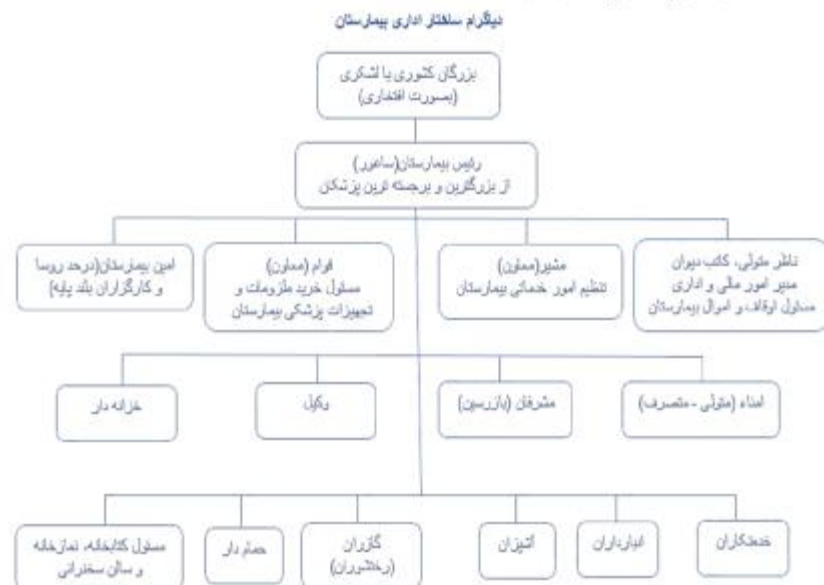 دیاگرام ساختار اداری بیمارستان
بزرگان کشوری یا لشکری
(بصورت افتخاری)
رئیس بیمارستان(ساعور)
از بزرگترین و برجسته ترین پزشکان
ناظر متولی، کاتب دیوان
مدیر امور مالی و اداری
مسئول اوقاف و اموال بیمارستان
مشیر(معاون)
تنظیم امور خدماتی بیمارستان
قوام (معاون)
مسئول خرید ملزومات و
تجهیزات پزشکی بیمارستان
امین بیمارستان(درحد روسا
و کارگزاران بلند پایه)
امناء (متولی - متصرف)
مشرفان (بازرسین)
وکیل
خزانه دار
خدمتکاران
انبارداران
آشپزان
گازران
(رختشوران)
حمام دار
مسئول کتابخانه، نمازخانه
و سالن سخنرانی